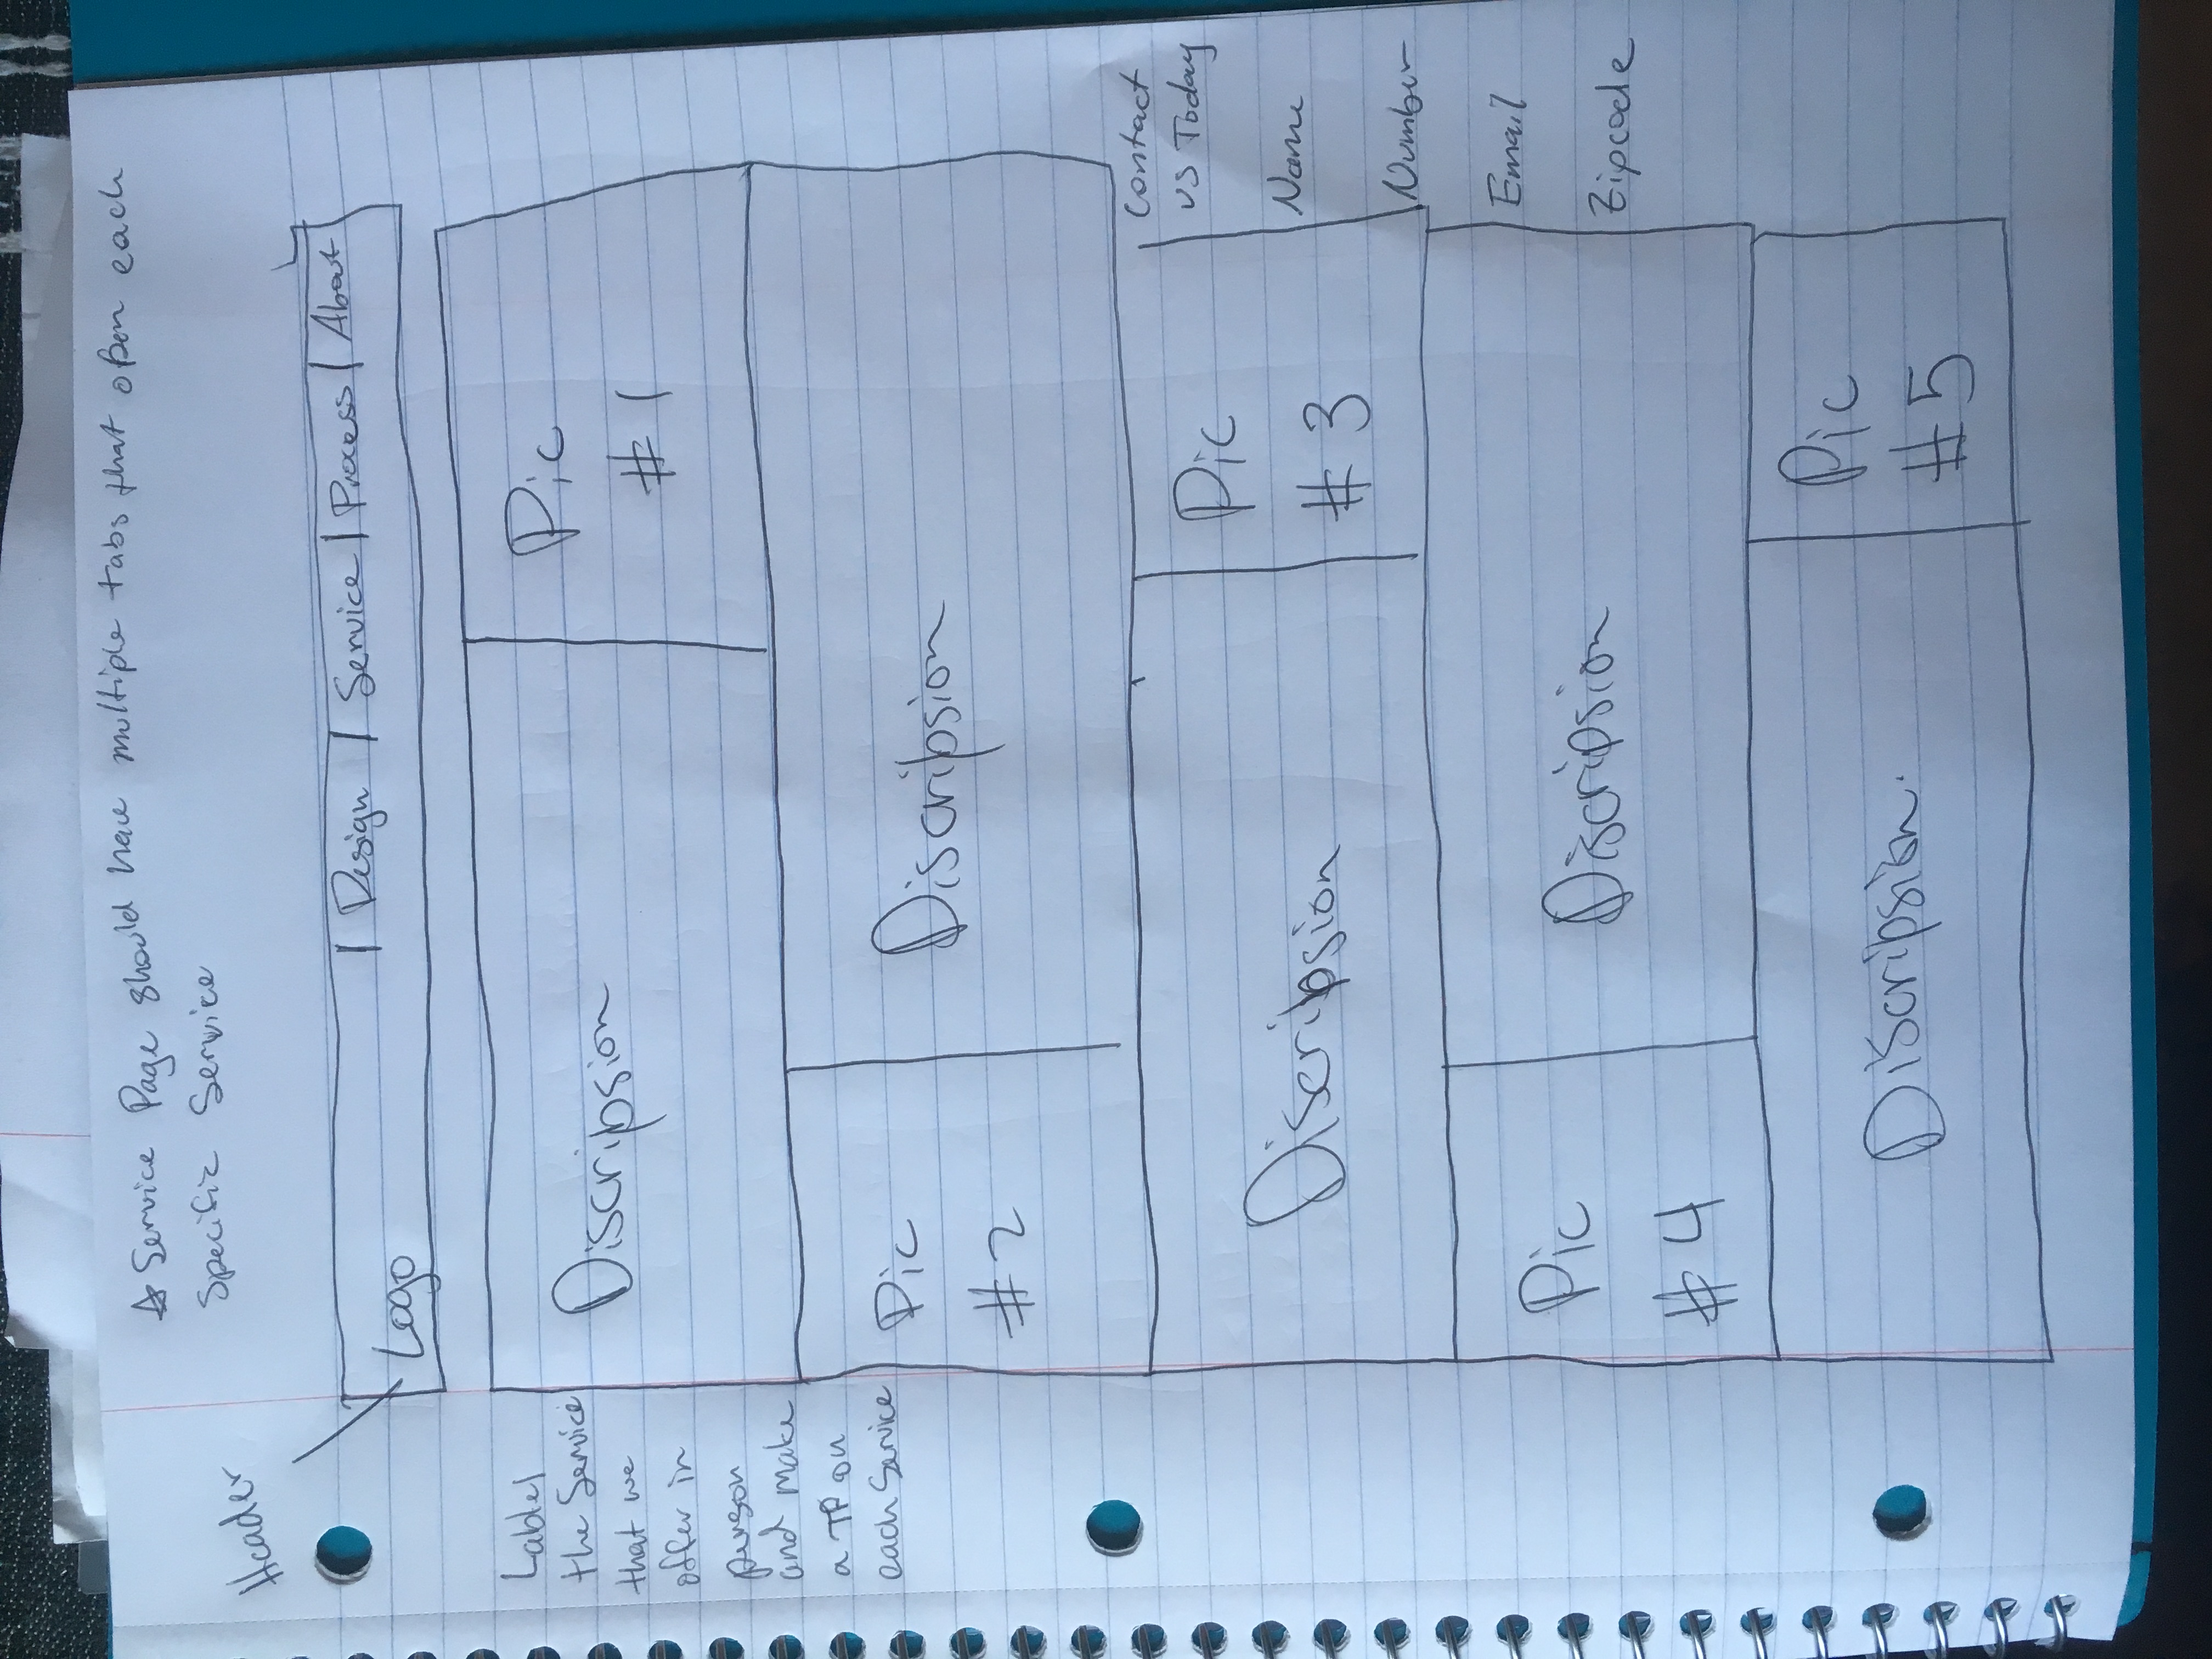 ☆ Service Page should have multiple tabs that open each
Specific Service
Header
Logo | Design | Service | Process | About
Lablel
the Service
that we
offer in
person
and make
a TP on
each Service
Discripsion
Pic
#1
Pic
#2
Discripsion
Discripsion
Pic
#3
Contact
us Today
Name
Number
Email
Zipcode
Pic
#4
Discripsion
Discripsion.
Pic
#5